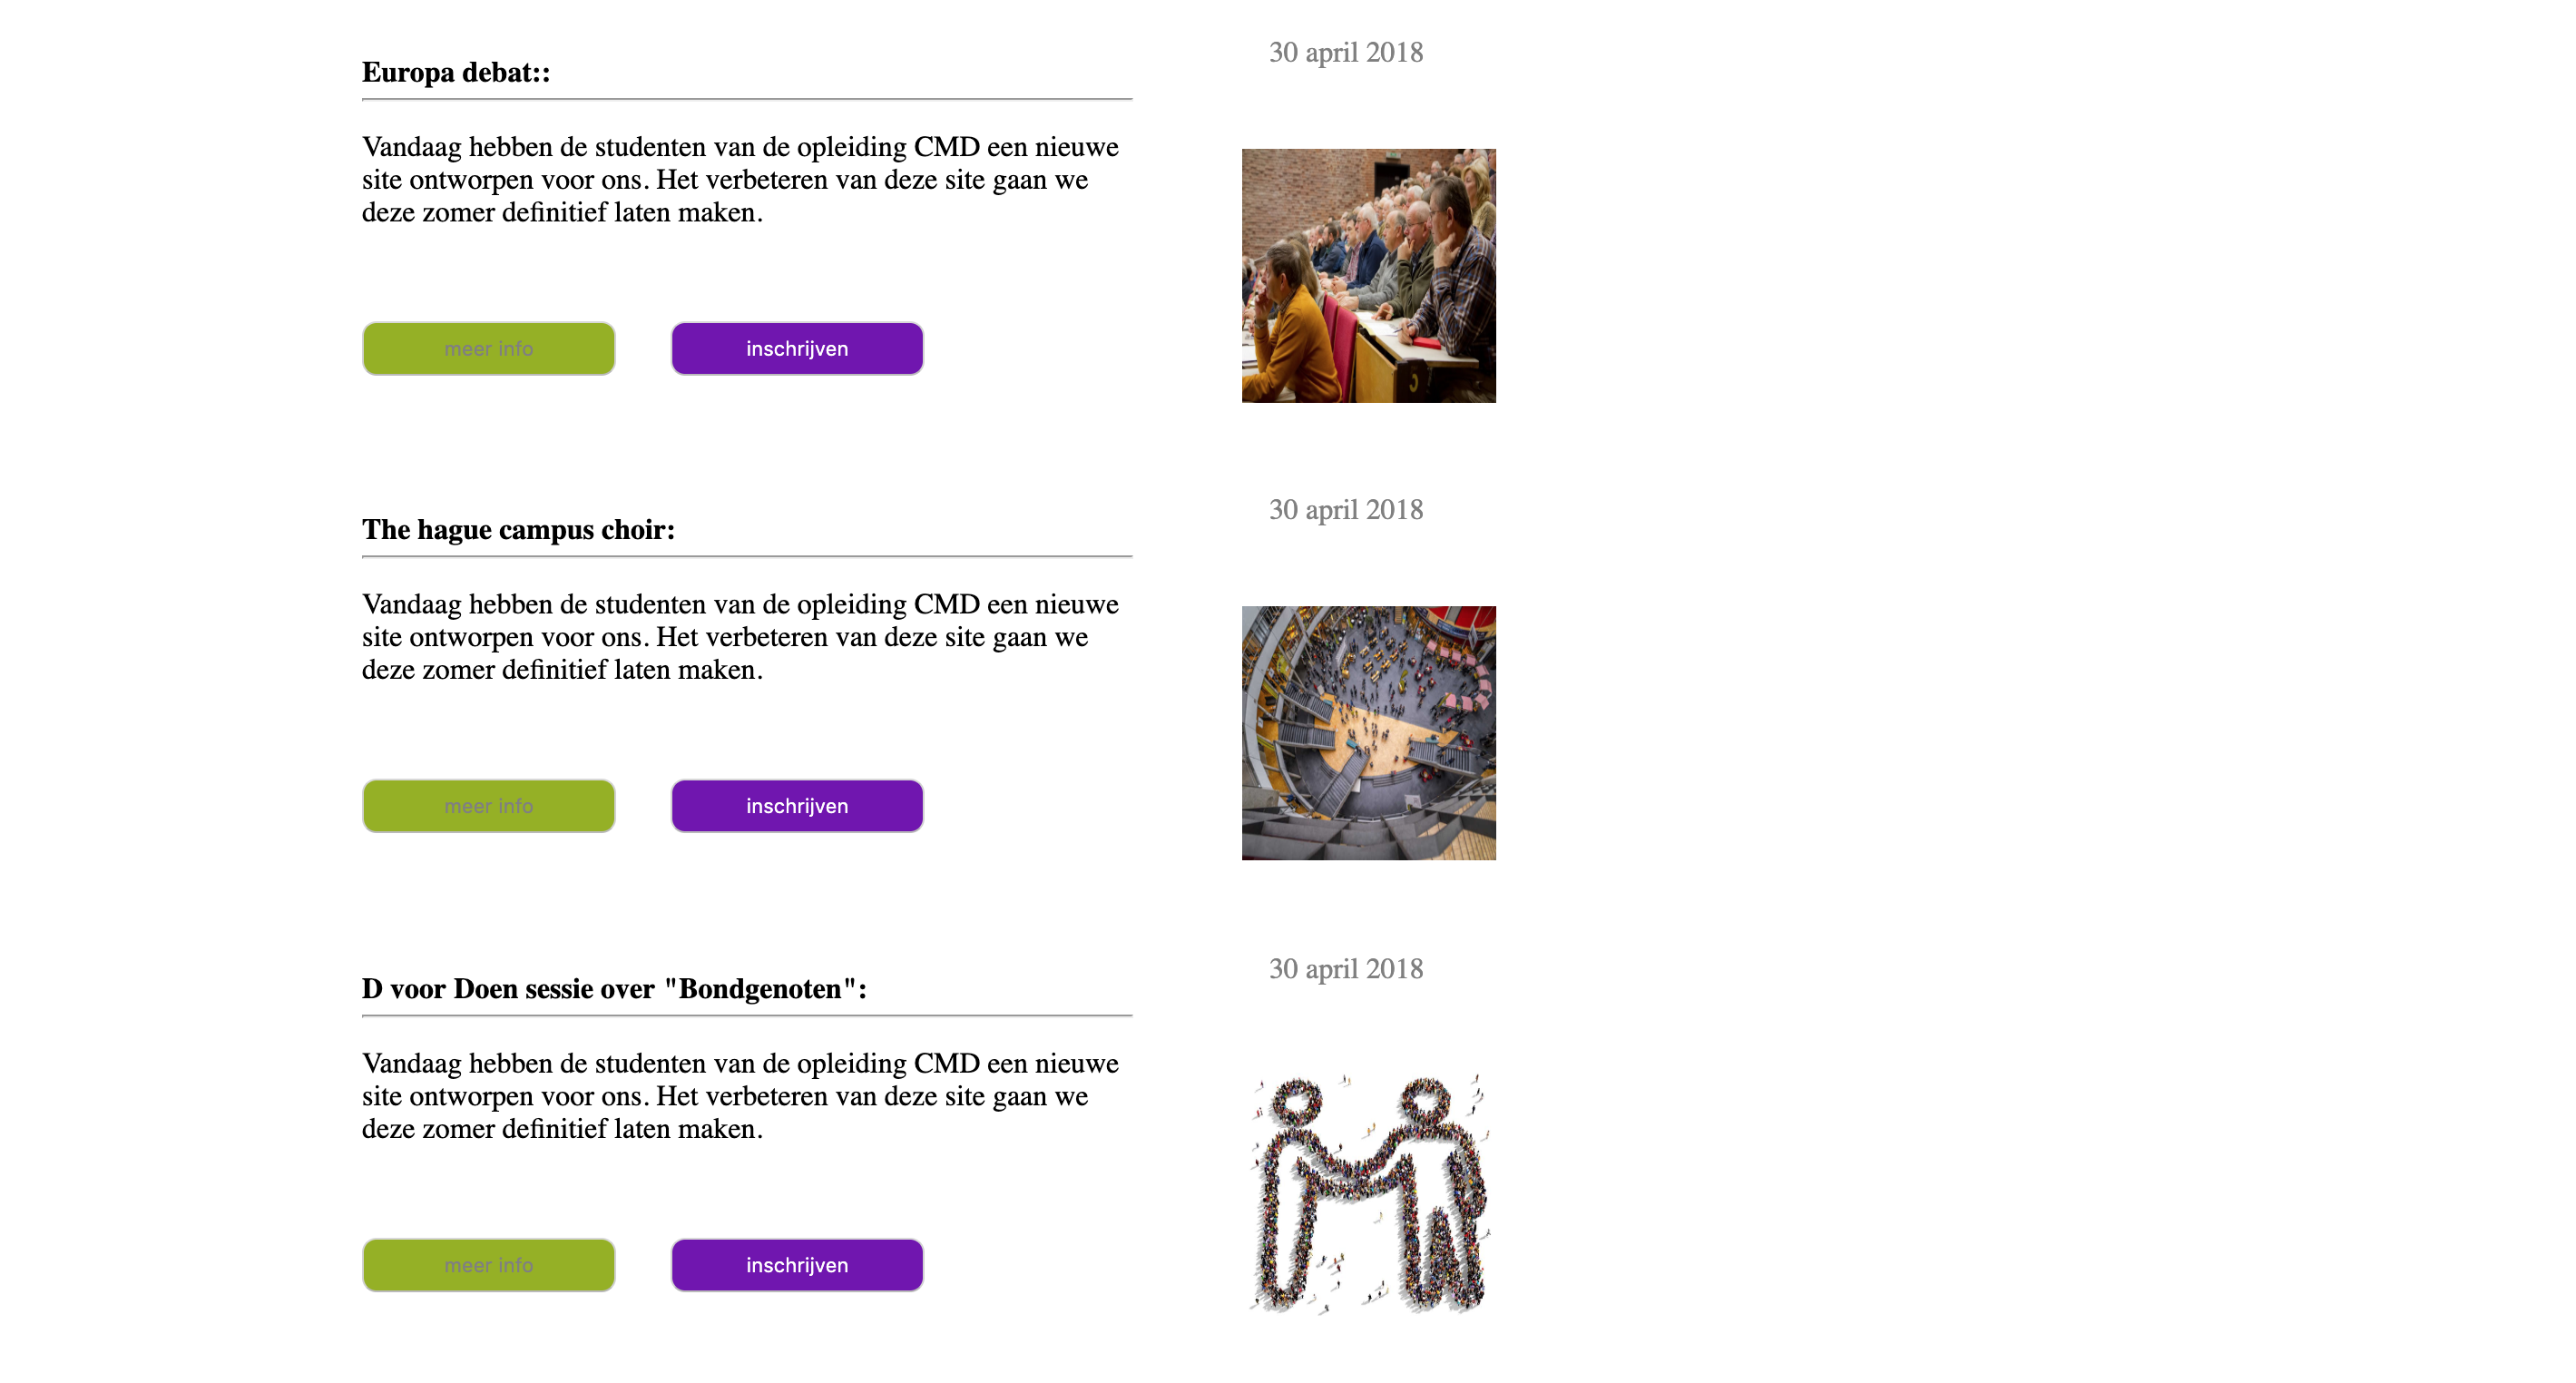 30 april 2018
Europa debat::
Vandaag hebben de studenten van de opleiding CMD een nieuwe
site ontworpen voor ons. Het verbeteren van deze site gaan we
deze zomer definitief laten maken.
meer info
inschrijven
30 april 2018
The hague campus choir:
Vandaag hebben de studenten van de opleiding CMD een nieuwe
site ontworpen voor ons. Het verbeteren van deze site gaan we
deze zomer definitief laten maken.
meer info
inschrijven
30 april 2018
D voor Doen sessie over "Bondgenoten":
Vandaag hebben de studenten van de opleiding CMD een nieuwe
site ontworpen voor ons. Het verbeteren van deze site gaan we
deze zomer definitief laten maken.
meer info
inschrijven